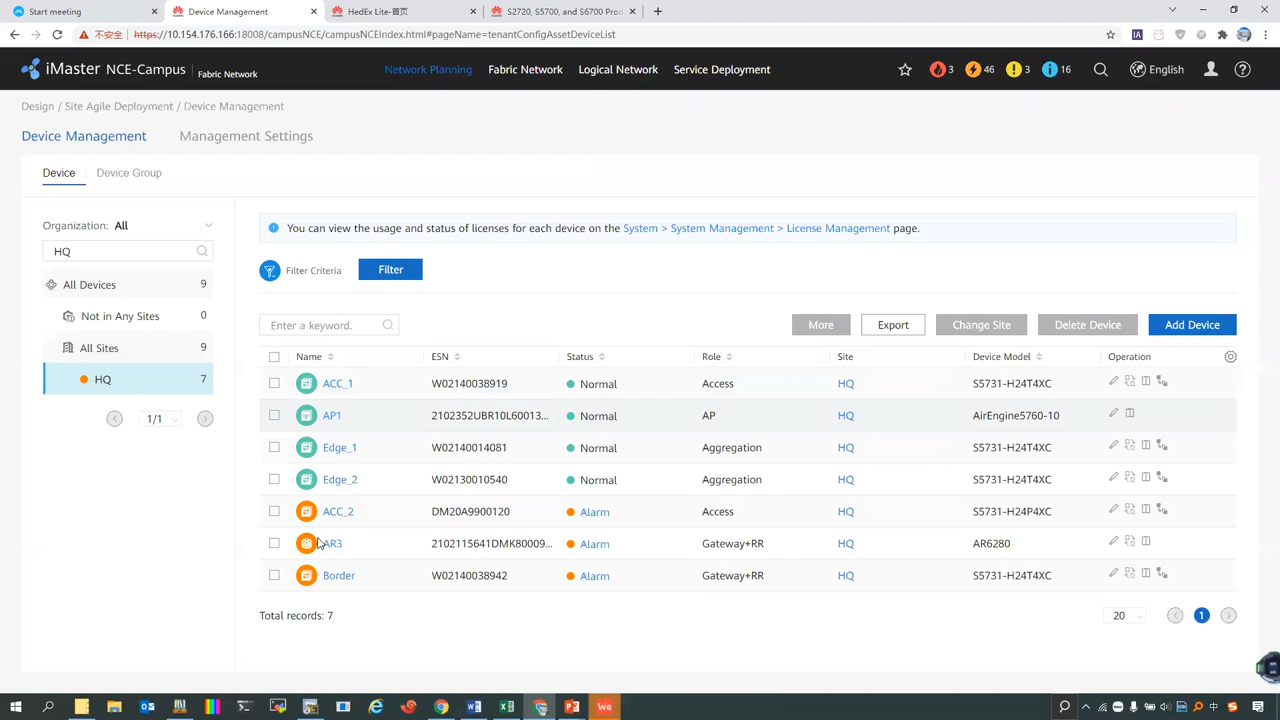 Start meeting
Device Management
HedEx Lite-首页
S2720, S5700, and S6700 Prod
不安全
https://10.154.176.166:18008/campusNCE/campusNCEIndex.html#pageName=tenantConfigAssetDeviceList
iMaster NCE-Campus Fabric Network
Network Planning Fabric Network Logical Network Service Deployment
3 46 3 16 English
Design / Site Agile Deployment / Device Management
Device Management Management Settings
Device Device Group
Organization: All
HQ
All Devices 9
Not in Any Sites 0
All Sites 9
HQ 7
1/1
You can view the usage and status of licenses for each device on the System > System Management > License Management page.
Filter Criteria Filter
Enter a keyword. More Export Change Site Delete Device Add Device
Name ESN Status Role Site Device Model Operation
ACC_1 W02140038919 Normal Access HQ S5731-H24T4XC
AP1 2102352UBR10L60013... Normal AP HQ AirEngine5760-10
Edge_1 W02140014081 Normal Aggregation HQ S5731-H24T4XC
Edge_2 W02130010540 Normal Aggregation HQ S5731-H24T4XC
ACC_2 DM20A9900120 Alarm Access HQ S5731-H24P4XC
AR3 2102115641DMK80009... Alarm Gateway+RR HQ AR6280
Border W02140038942 Alarm Gateway+RR HQ S5731-H24T4XC
Total records: 7
20 1
We
中